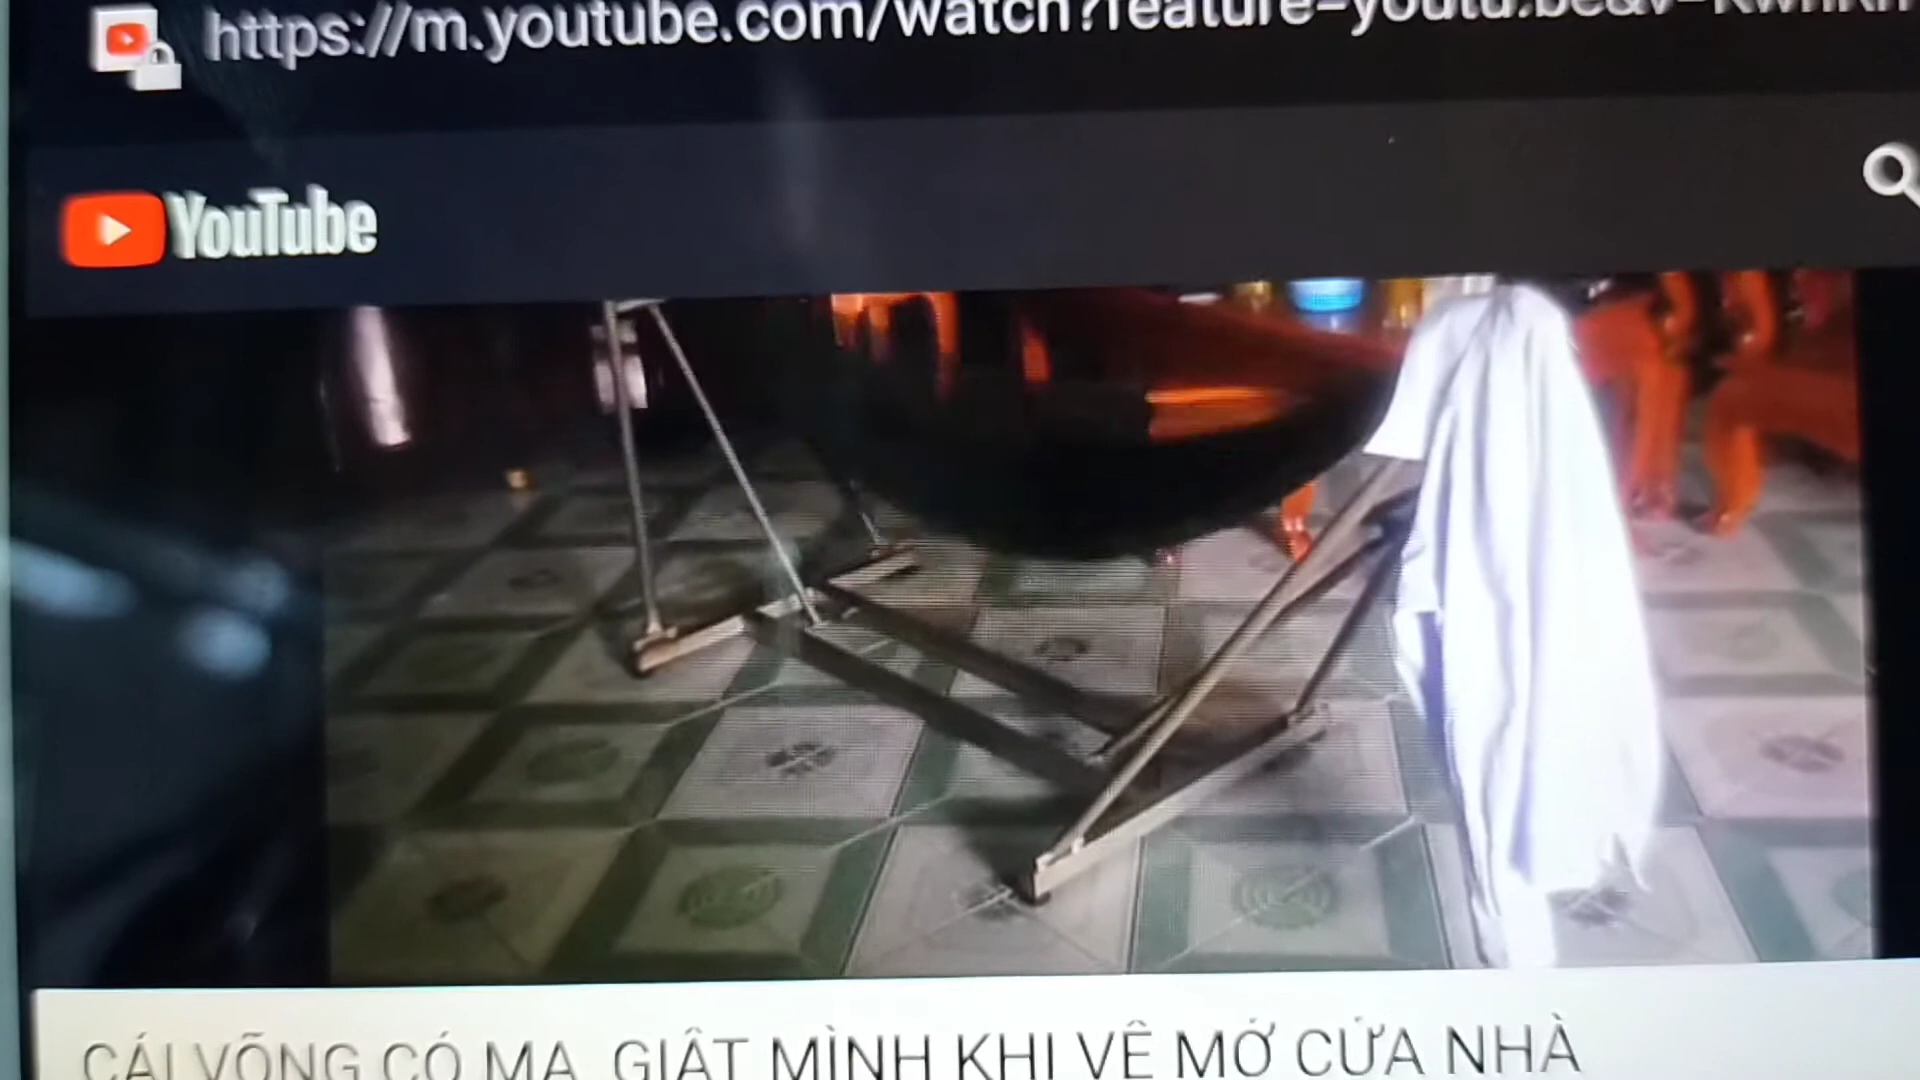 https://m.youtube.com/watch?feature=youtu.be&v=
YouTube
CÁI VÕNG CÓ MA GIẬT MÌNH KHI VỀ MỞ CỬA NHÀ